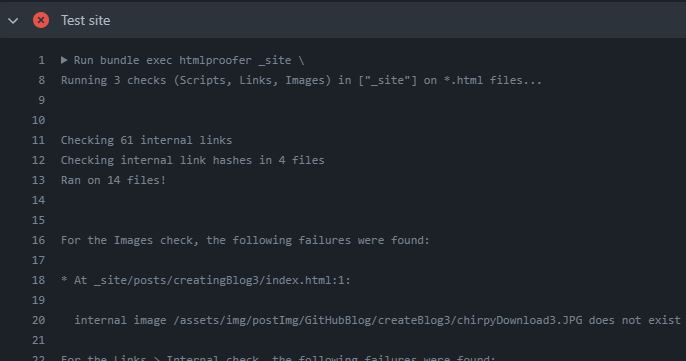 Test site
1 ▶ Run bundle exec htmlproofer _site \
8 Running 3 checks (Scripts, Links, Images) in ["_site"] on *.html files...
9
10
11 Checking 61 internal links
12 Checking internal link hashes in 4 files
13 Ran on 14 files!
14
15
16 For the Images check, the following failures were found:
17
18 * At _site/posts/creatingBlog3/index.html:1:
19
20 internal image /assets/img/postImg/GitHubBlog/createBlog3/chirpyDownload3.JPG does not exist
21
22 For the Links > Internal check, the following failures were found: